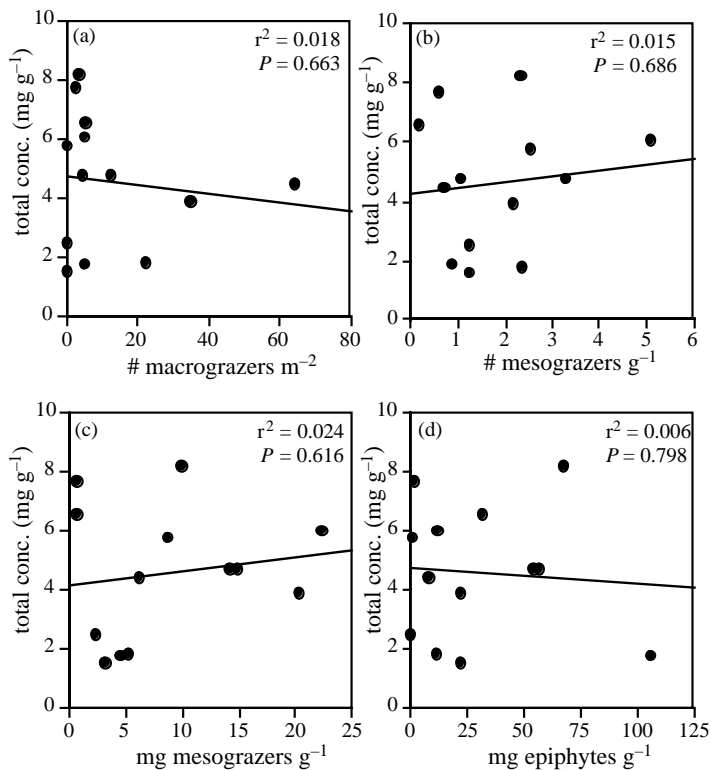 (a)
r² = 0.018
P = 0.663
total conc. (mg g⁻¹)
10
8
6
4
2
0
0 20 40 60 80
# macrograzers m⁻²
(b)
r² = 0.015
P = 0.686
total conc. (mg g⁻¹)
10
8
6
4
2
0
0 1 2 3 4 5 6
# mesograzers g⁻¹
(c)
r² = 0.024
P = 0.616
total conc. (mg g⁻¹)
10
8
6
4
2
0
0 5 10 15 20 25
mg mesograzers g⁻¹
(d)
r² = 0.006
P = 0.798
total conc. (mg g⁻¹)
10
8
6
4
2
0
0 25 50 75 100 125
mg epiphytes g⁻¹